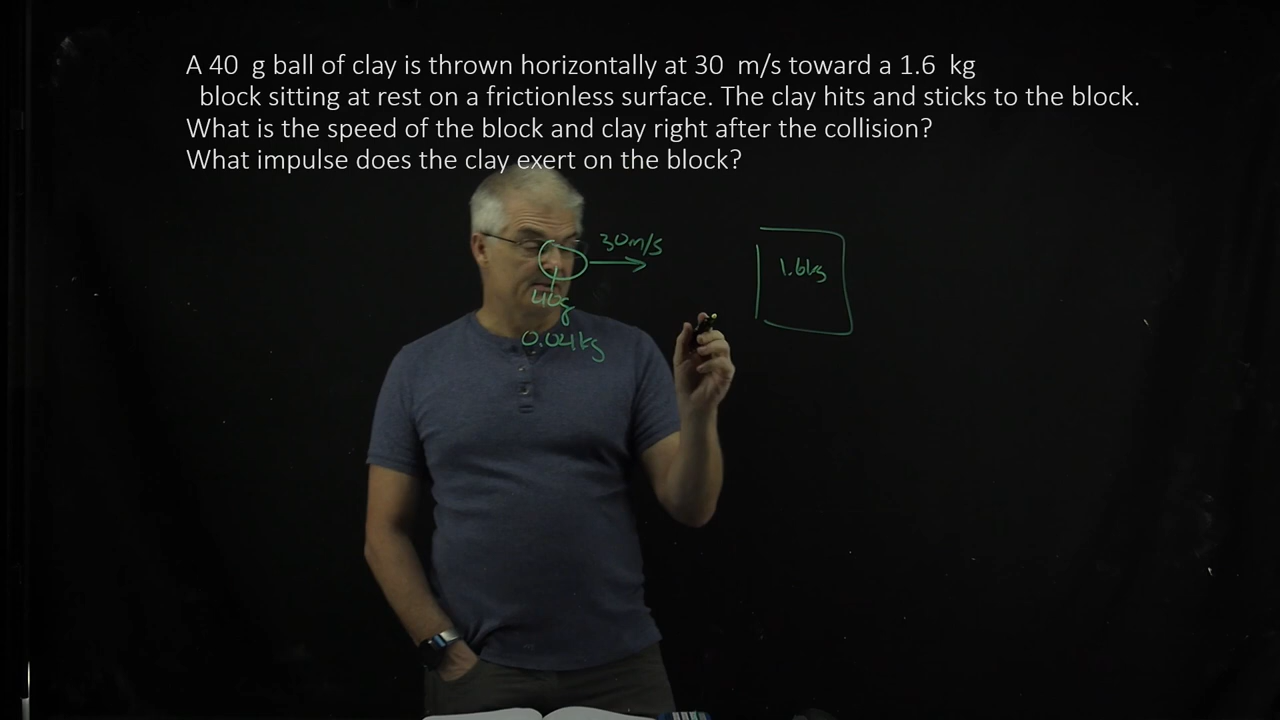 A 40 g ball of clay is thrown horizontally at 30 m/s toward a 1.6 kg
block sitting at rest on a frictionless surface. The clay hits and sticks to the block.
What is the speed of the block and clay right after the collision?
What impulse does the clay exert on the block?
30m/s
1.6kg
40g
0.04kg